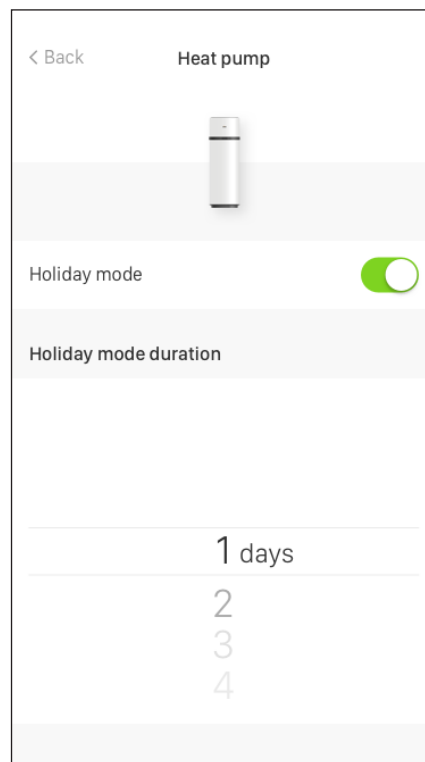 < Back Heat pump
Holiday mode
Holiday mode duration
1 days
2
3
4